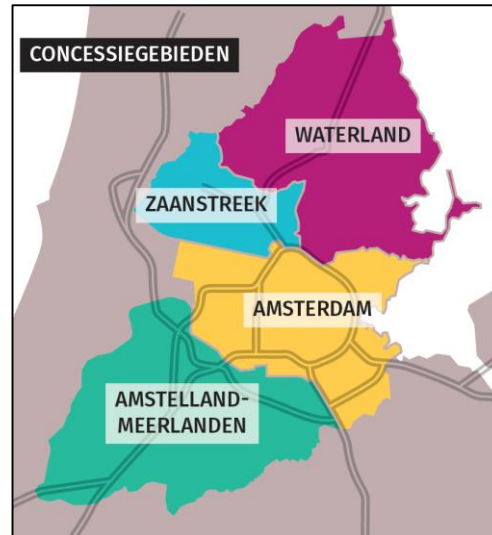 CONCESSIEGEBIEDEN
WATERLAND
ZAANSTREEK
AMSTERDAM
AMSTELLAND-
MEERLANDEN